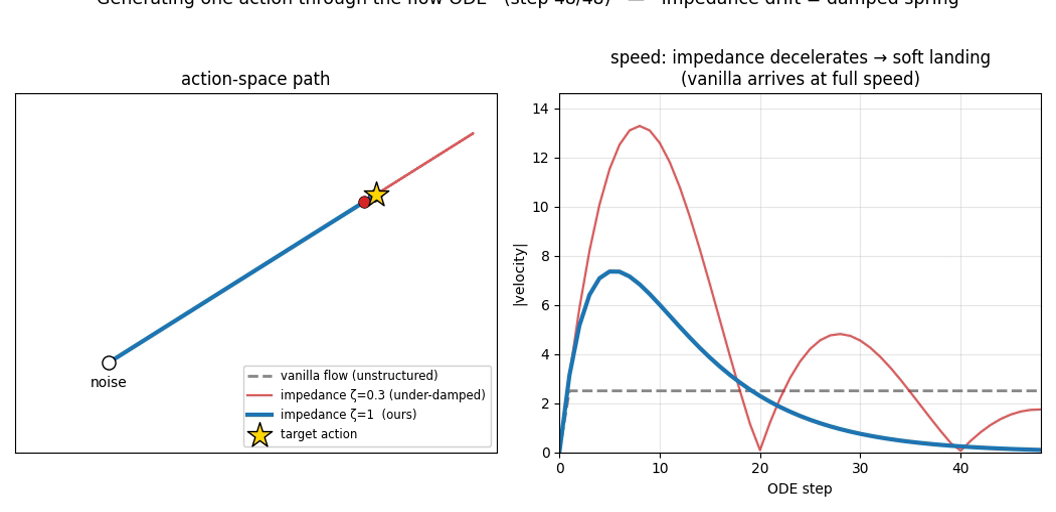 Generating one action through the flow ODE (step 48/48) — impedance drift = damped spring
action-space path
noise
vanilla flow (unstructured)
impedance ζ=0.3 (under-damped)
impedance ζ=1 (ours)
target action
speed: impedance decelerates → soft landing
(vanilla arrives at full speed)
|velocity|
14
12
10
8
6
4
2
0
0 10 20 30 40
ODE step